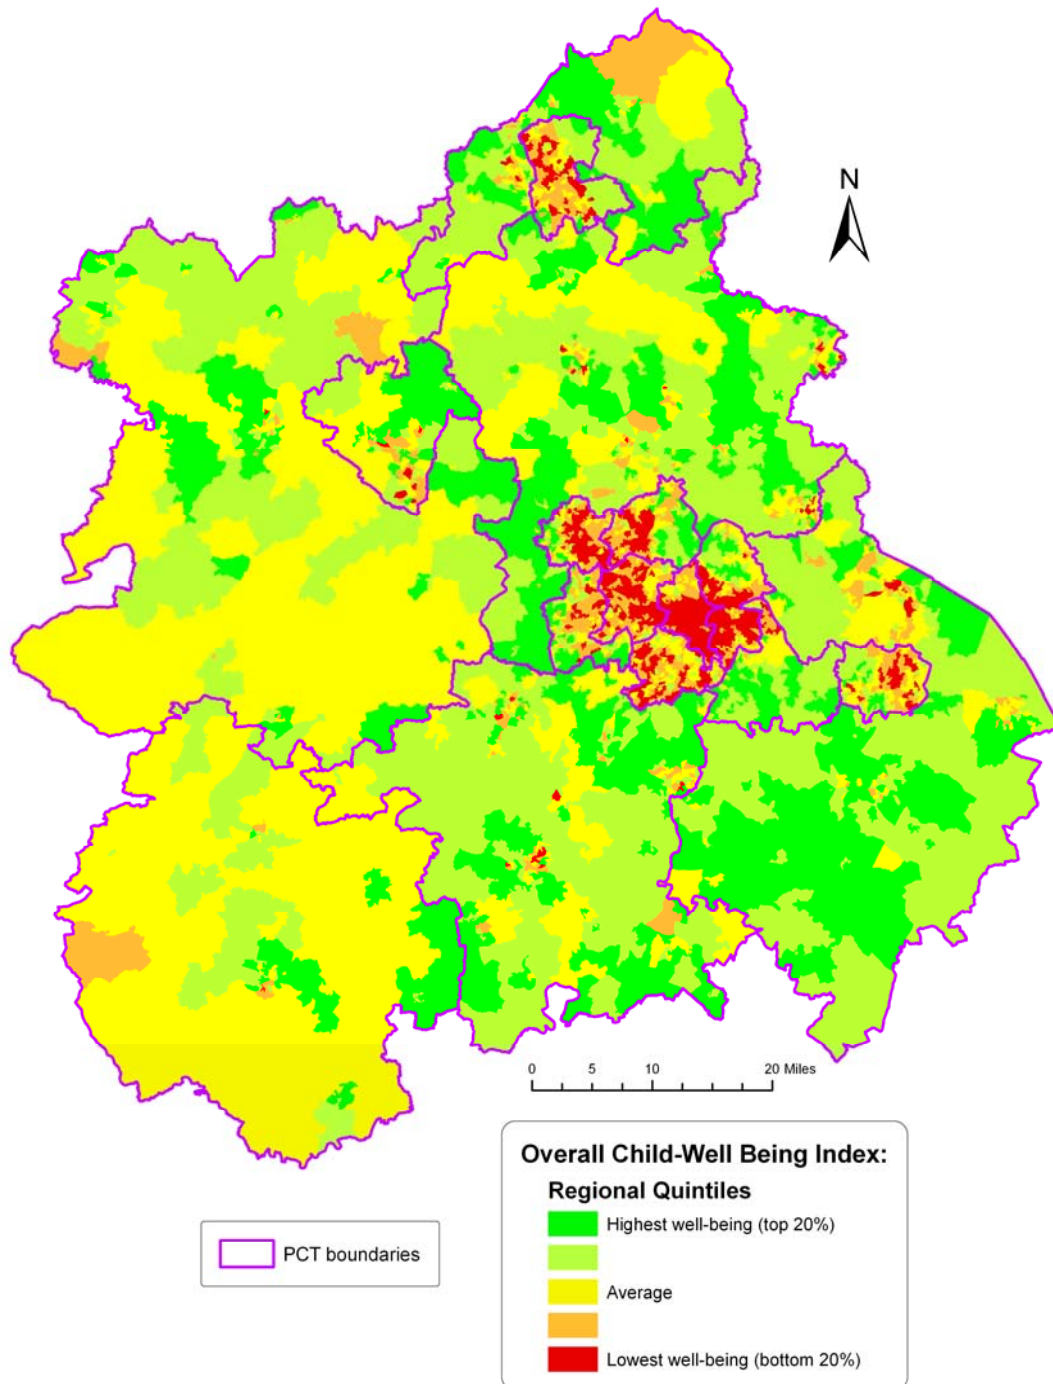 N
0 5 10 20 Miles
Overall Child-Well Being Index:
Regional Quintiles
Highest well-being (top 20%)
Average
Lowest well-being (bottom 20%)
PCT boundaries